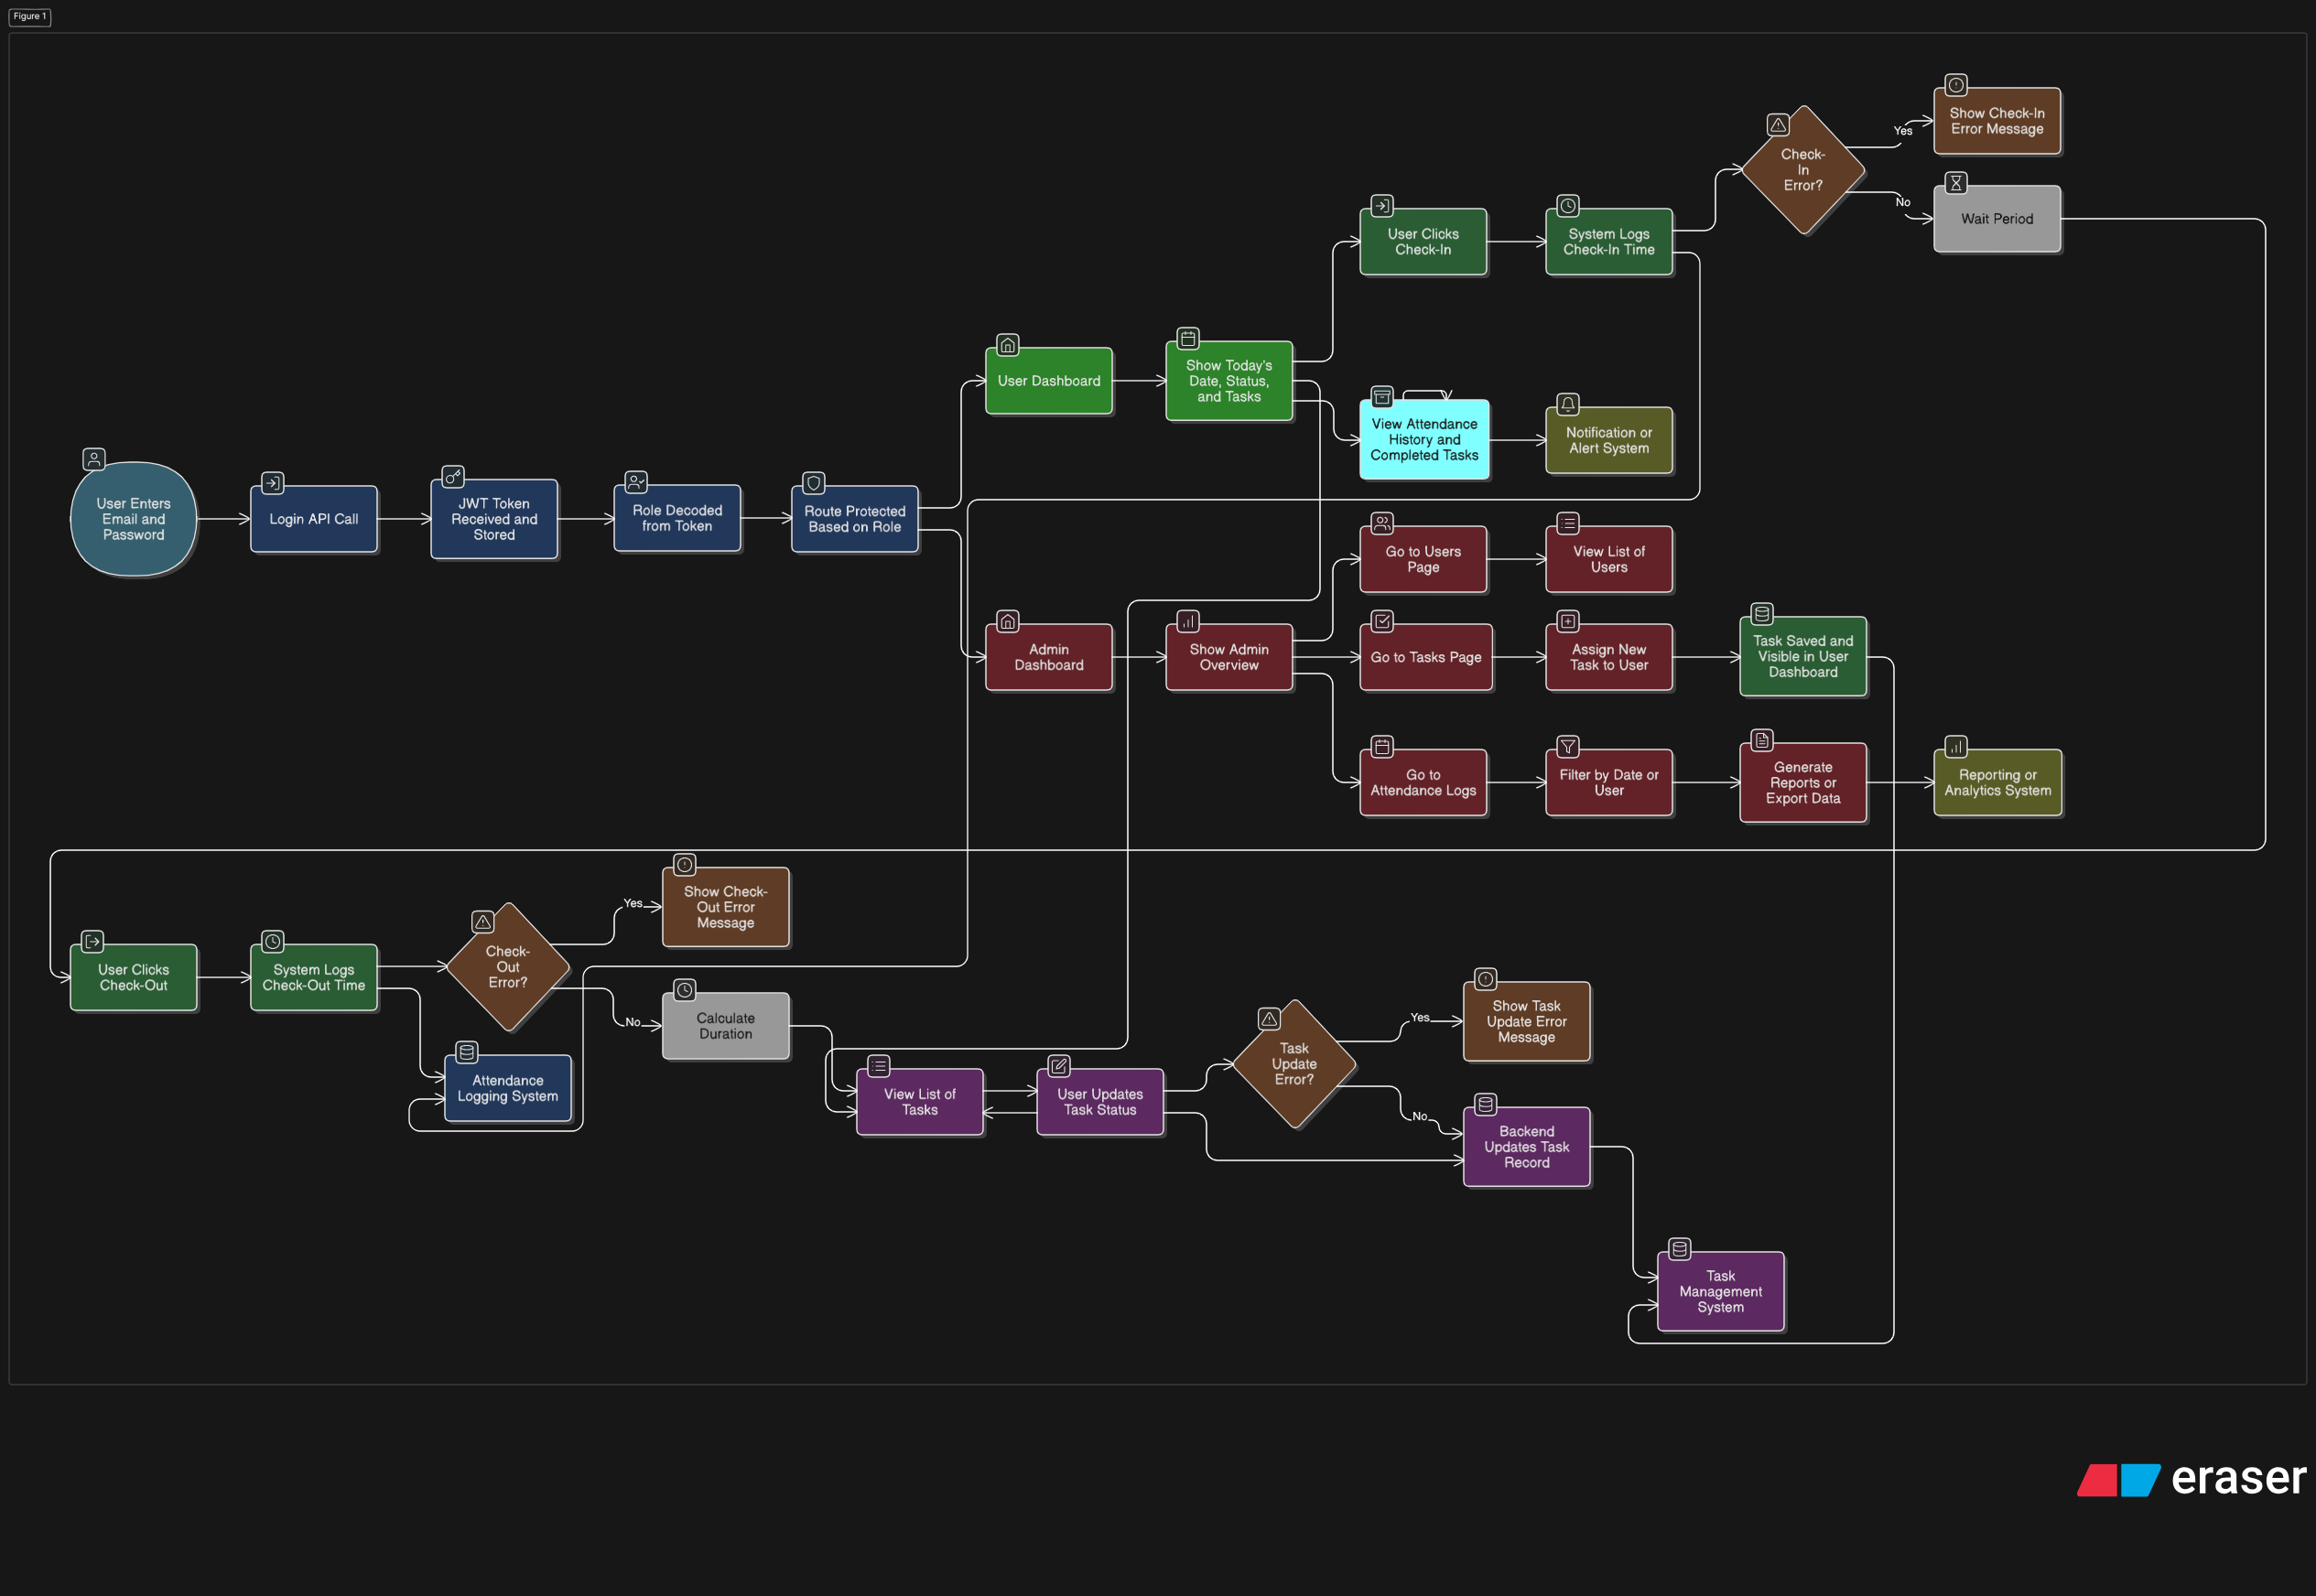 Figure 1
Show Check-In
Error Message
Check-
In
Error?
Yes
No
Wait Period
User Clicks
Check-In
System Logs
Check-In Time
User Dashboard
Show Today's
Date, Status,
and Tasks
View Attendance
History and
Completed Tasks
Notification or
Alert System
User Enters
Email and
Password
Login API Call
JWT Token
Received and
Stored
Role Decoded
from Token
Route Protected
Based on Role
Go to Users
Page
View List of
Users
Admin
Dashboard
Show Admin
Overview
Go to Tasks Page
Assign New
Task to User
Task Saved and
Visible in User
Dashboard
Go to
Attendance Logs
Filter by Date or
User
Generate
Reports or
Export Data
Reporting or
Analytics System
User Clicks
Check-Out
System Logs
Check-Out Time
Check-
Out
Error?
Yes
Show Check-
Out Error
Message
No
Calculate
Duration
Attendance
Logging System
View List of
Tasks
User Updates
Task Status
Task
Update
Error?
Yes
Show Task
Update Error
Message
No
Backend
Updates Task
Record
Task
Management
System
eraser